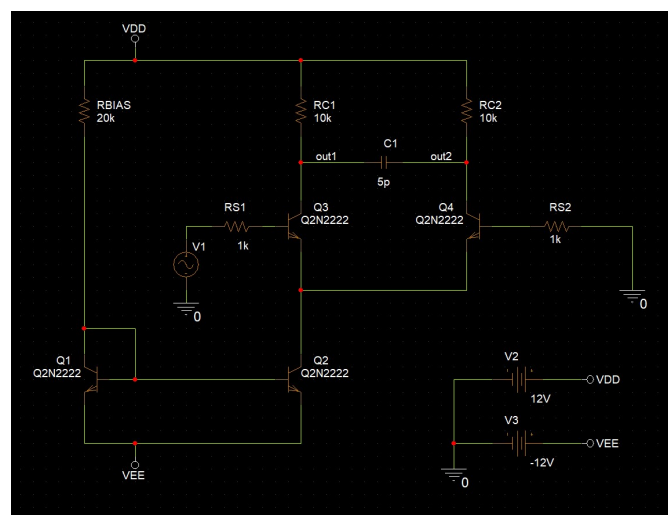 VDD
RBIAS
20k
RC1
10k
RC2
10k
C1
out1
out2
5p
RS1
1k
Q3
Q2N2222
Q4
Q2N2222
RS2
1k
V1
0
0
Q1
Q2N2222
Q2
Q2N2222
V2
12V
VDD
V3
-12V
VEE
VEE
0